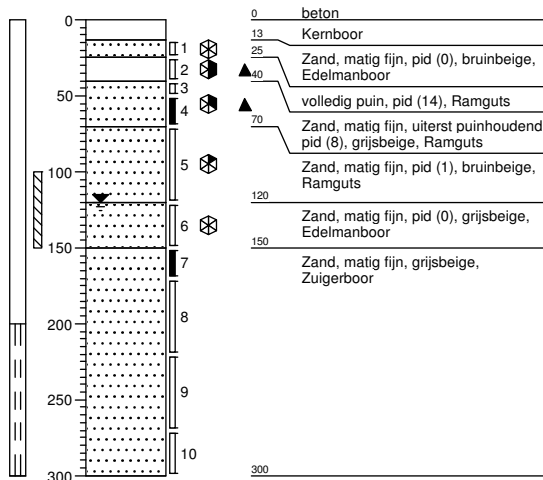 0
50
100
150
200
250
300
1
2
3
4
5
6
7
8
9
10
0
beton
13
Kernboor
25
Zand, matig fijn, pid (0), bruinbeige,
Edelmanboor
40
volledig puin, pid (14), Ramguts
70
Zand, matig fijn, uiterst puinhoudend,
pid (8), grijsbeige, Ramguts
Zand, matig fijn, pid (1), bruinbeige,
Ramguts
120
Zand, matig fijn, pid (0), grijsbeige,
Edelmanboor
150
Zand, matig fijn, grijsbeige,
Zuigerboor
300